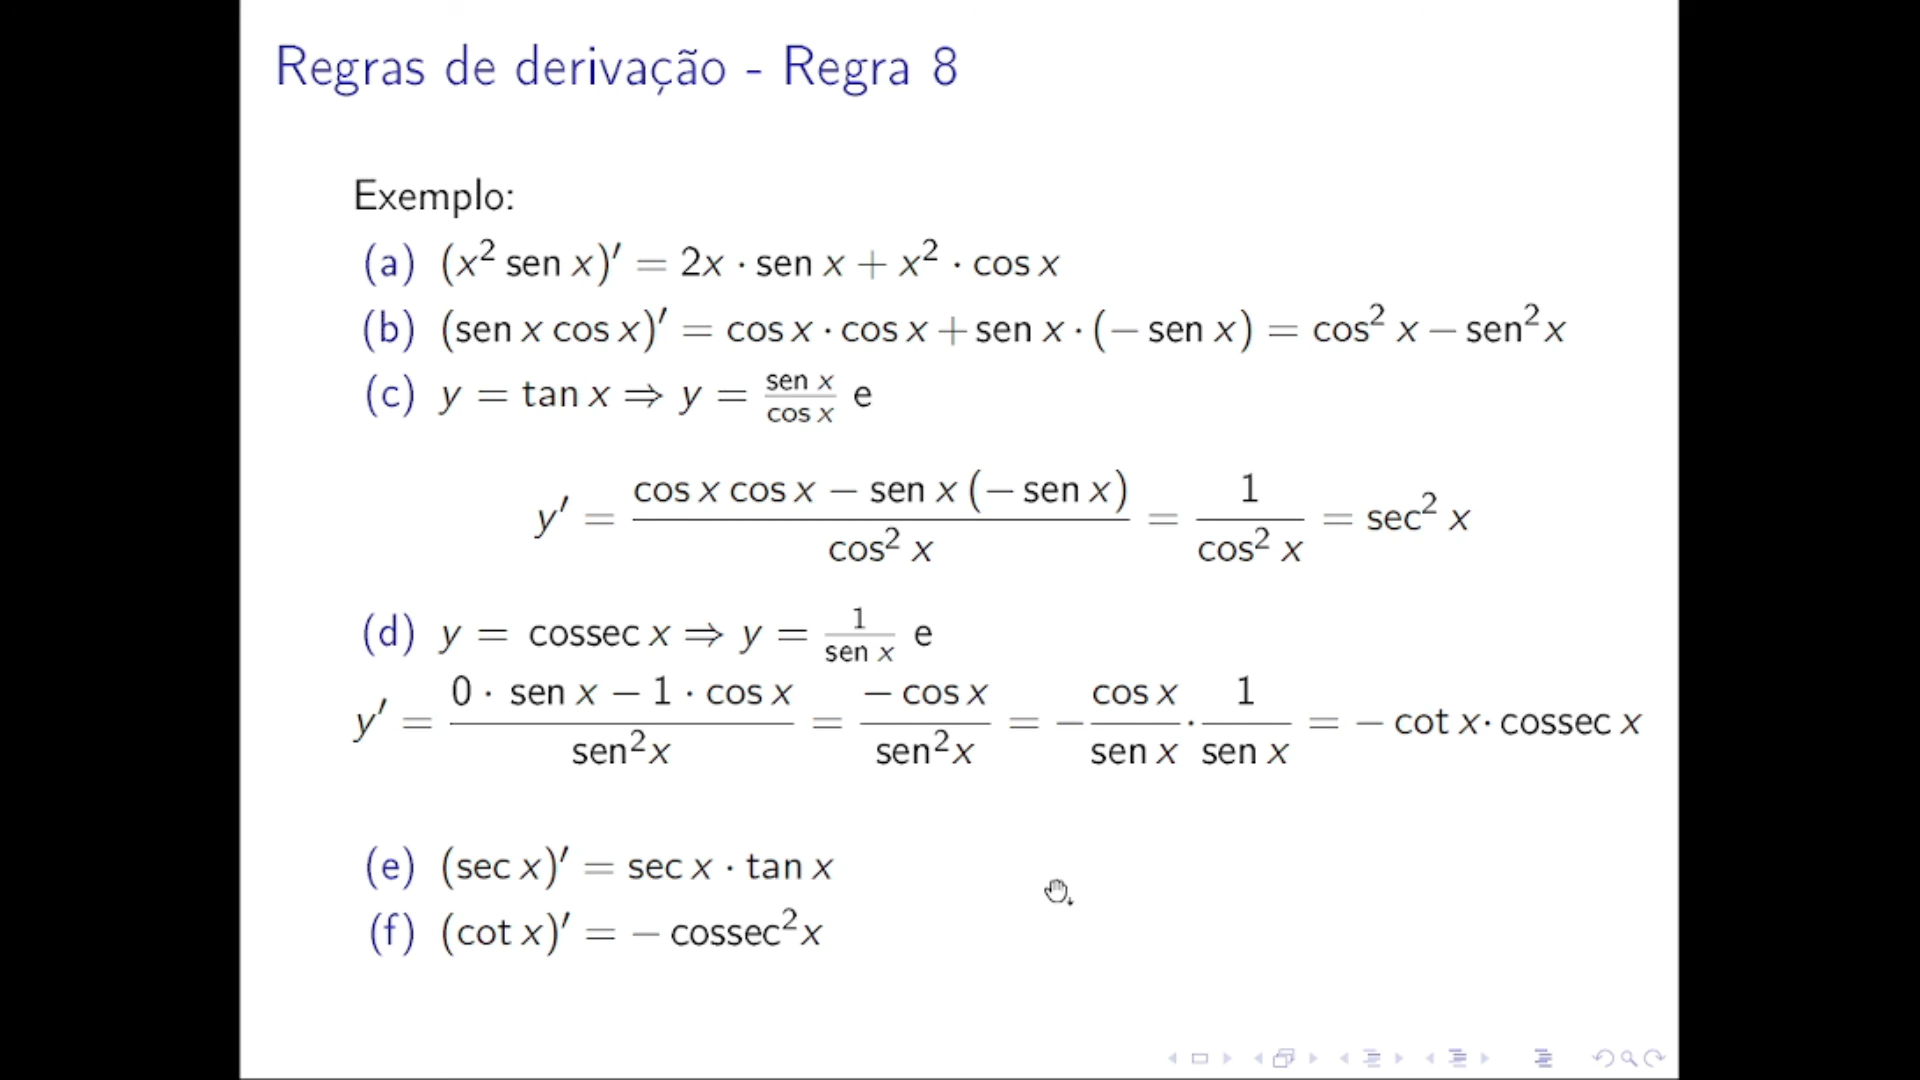 Regras de derivação - Regra 8
Exemplo:
(a) (x² sen x)′ = 2x · sen x + x² · cos x
(b) (sen x cos x)′ = cos x · cos x + sen x · (− sen x) = cos² x − sen²x
(c) y = tan x ⇒ y = sen x / cos x e
y′ = cos x cos x − sen x (− sen x) / cos² x = 1 / cos² x = sec² x
(d) y = cossec x ⇒ y = 1 / sen x e
y′ = 0 · sen x − 1 · cos x / sen²x = − cos x / sen²x = − cos x / sen x · 1 / sen x = − cot x · cossec x
(e) (sec x)′ = sec x · tan x
(f) (cot x)′ = − cossec²x